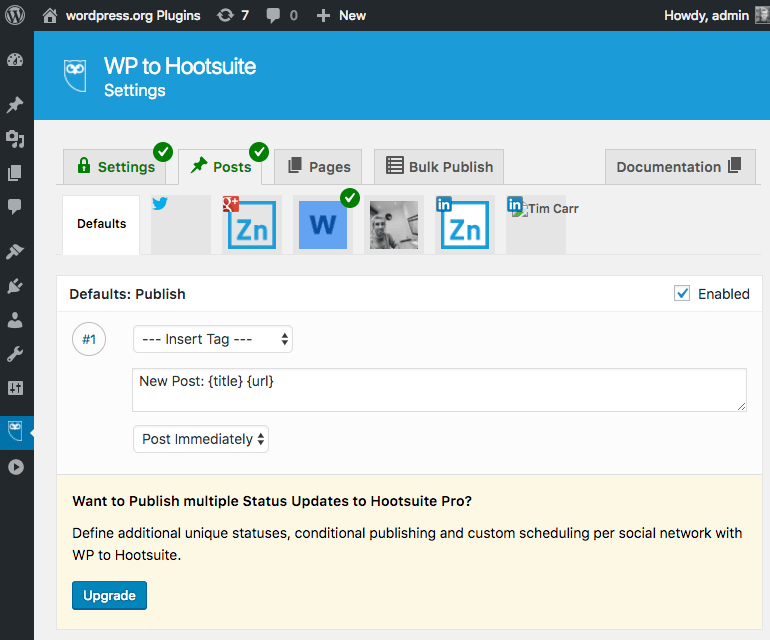 wordpress.org Plugins 7 0 New Howdy, admin
WP to Hootsuite
Settings
Settings Posts Pages Bulk Publish Documentation
Defaults g+ Zn W in Zn in Tim Carr
Defaults: Publish Enabled
#1 --- Insert Tag ---
New Post: {title} {url}
Post Immediately
Want to Publish multiple Status Updates to Hootsuite Pro?
Define additional unique statuses, conditional publishing and custom scheduling per social network with
WP to Hootsuite.
Upgrade